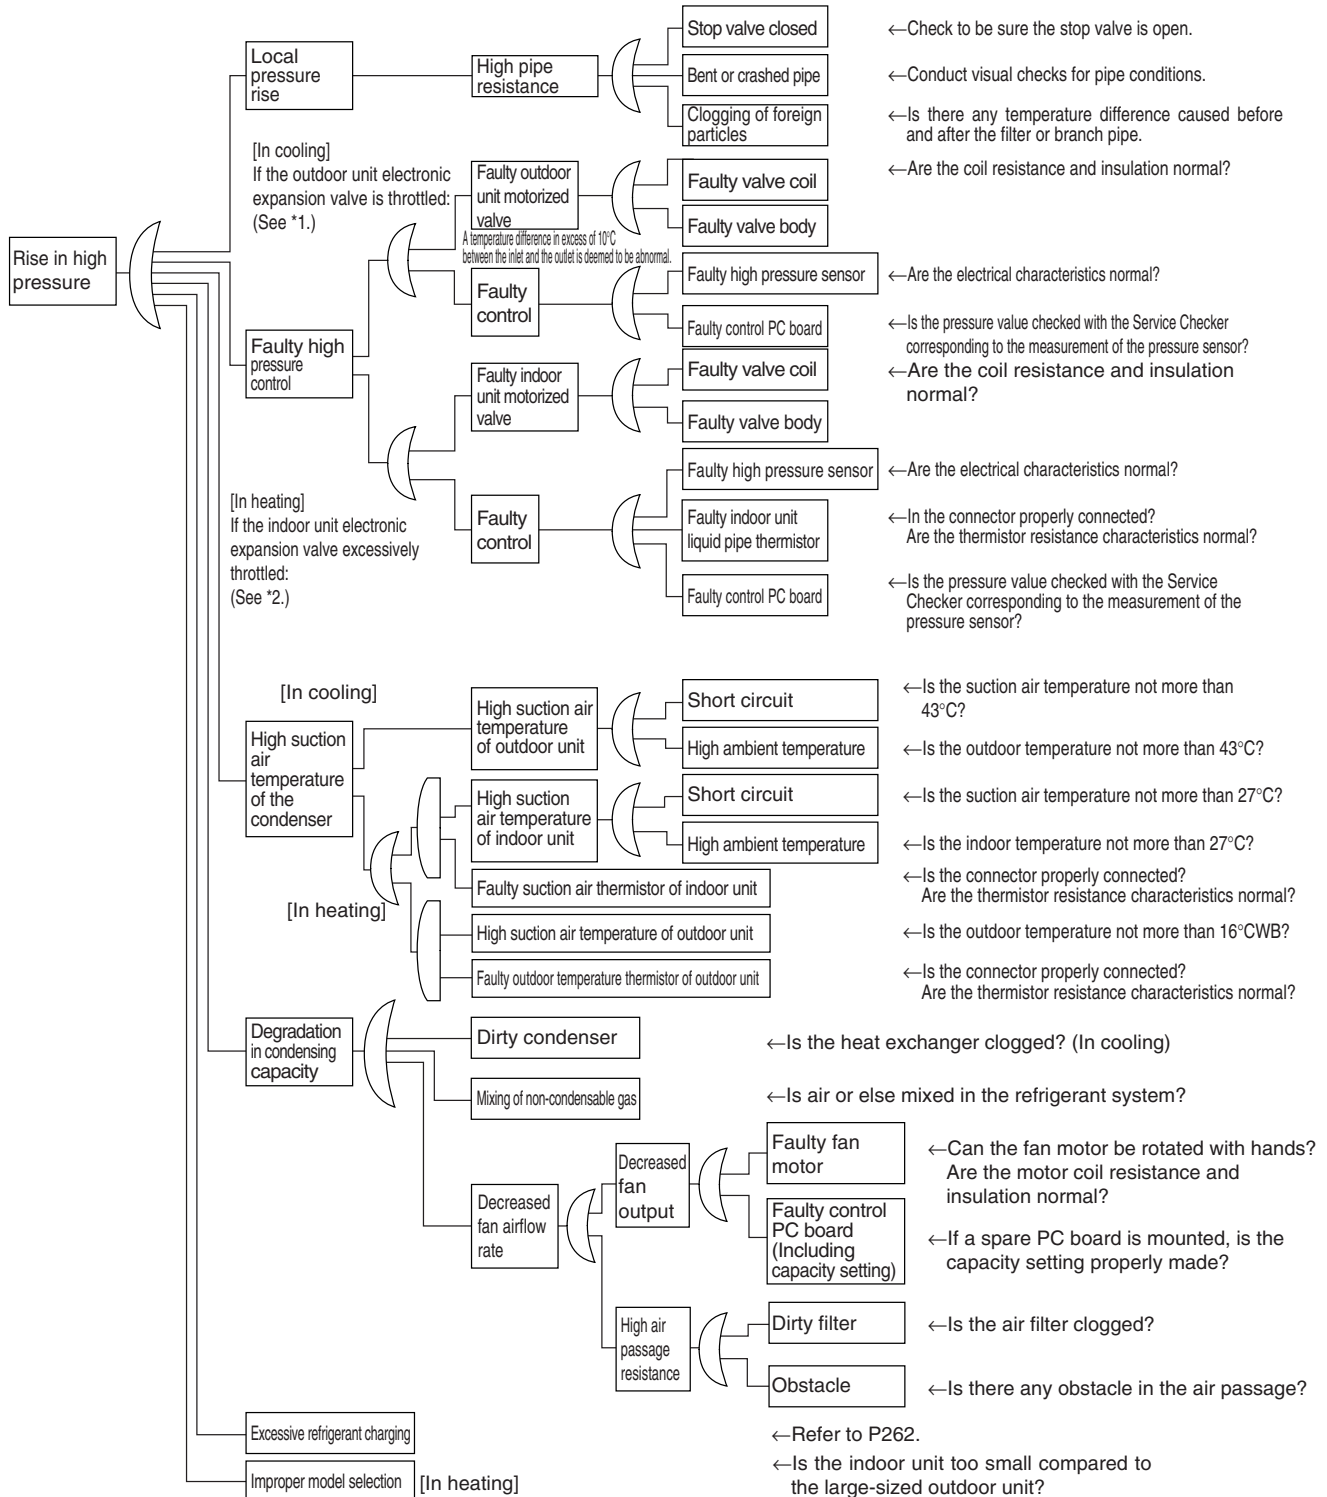 Rise in high
pressure
Local
pressure
rise
High pipe
resistance
Stop valve closed
←Check to be sure the stop valve is open.
Bent or crashed pipe
←Conduct visual checks for pipe conditions.
Clogging of foreign
particles
←Is there any temperature difference caused before
and after the filter or branch pipe.
[In cooling]
If the outdoor unit electronic
expansion valve is throttled:
(See *1.)
Faulty high
pressure
control
Faulty outdoor
unit motorized
valve
A temperature difference in excess of 10°C
between the inlet and the outlet is deemed to be abnormal.
Faulty valve coil
←Are the coil resistance and insulation normal?
Faulty valve body
Faulty
control
Faulty high pressure sensor
←Are the electrical characteristics normal?
Faulty control PC board
←Is the pressure value checked with the Service Checker
corresponding to the measurement of the pressure sensor?
Faulty indoor
unit motorized
valve
Faulty valve coil
←Are the coil resistance and insulation
normal?
Faulty valve body
[In heating]
If the indoor unit electronic
expansion valve excessively
throttled:
(See *2.)
Faulty
control
Faulty high pressure sensor
←Are the electrical characteristics normal?
Faulty indoor unit
liquid pipe thermistor
←In the connector properly connected?
Are the thermistor resistance characteristics normal?
Faulty control PC board
←Is the pressure value checked with the Service
Checker corresponding to the measurement of the
pressure sensor?
[In cooling]
High suction
air
temperature
of the
condenser
High suction air
temperature
of outdoor unit
Short circuit
←Is the suction air temperature not more than
43°C?
High ambient temperature
←Is the outdoor temperature not more than 43°C?
High suction
air temperature
of indoor unit
Short circuit
←Is the suction air temperature not more than 27°C?
High ambient temperature
←Is the indoor temperature not more than 27°C?
[In heating]
Faulty suction air thermistor of indoor unit
←Is the connector properly connected?
Are the thermistor resistance characteristics normal?
High suction air temperature of outdoor unit
←Is the outdoor temperature not more than 16°CWB?
Faulty outdoor temperature thermistor of outdoor unit
←Is the connector properly connected?
Are the thermistor resistance characteristics normal?
Degradation
in condensing
capacity
Dirty condenser
←Is the heat exchanger clogged? (In cooling)
Mixing of non-condensable gas
←Is air or else mixed in the refrigerant system?
Decreased
fan airflow
rate
Decreased
fan
output
Faulty fan
motor
←Can the fan motor be rotated with hands?
Are the motor coil resistance and
insulation normal?
Faulty control
PC board
(Including
capacity setting)
←If a spare PC board is mounted, is the
capacity setting properly made?
High air
passage
resistance
Dirty filter
←Is the air filter clogged?
Obstacle
←Is there any obstacle in the air passage?
Excessive refrigerant charging
←Refer to P262.
Improper model selection
[In heating]
←Is the indoor unit too small compared to
the large-sized outdoor unit?